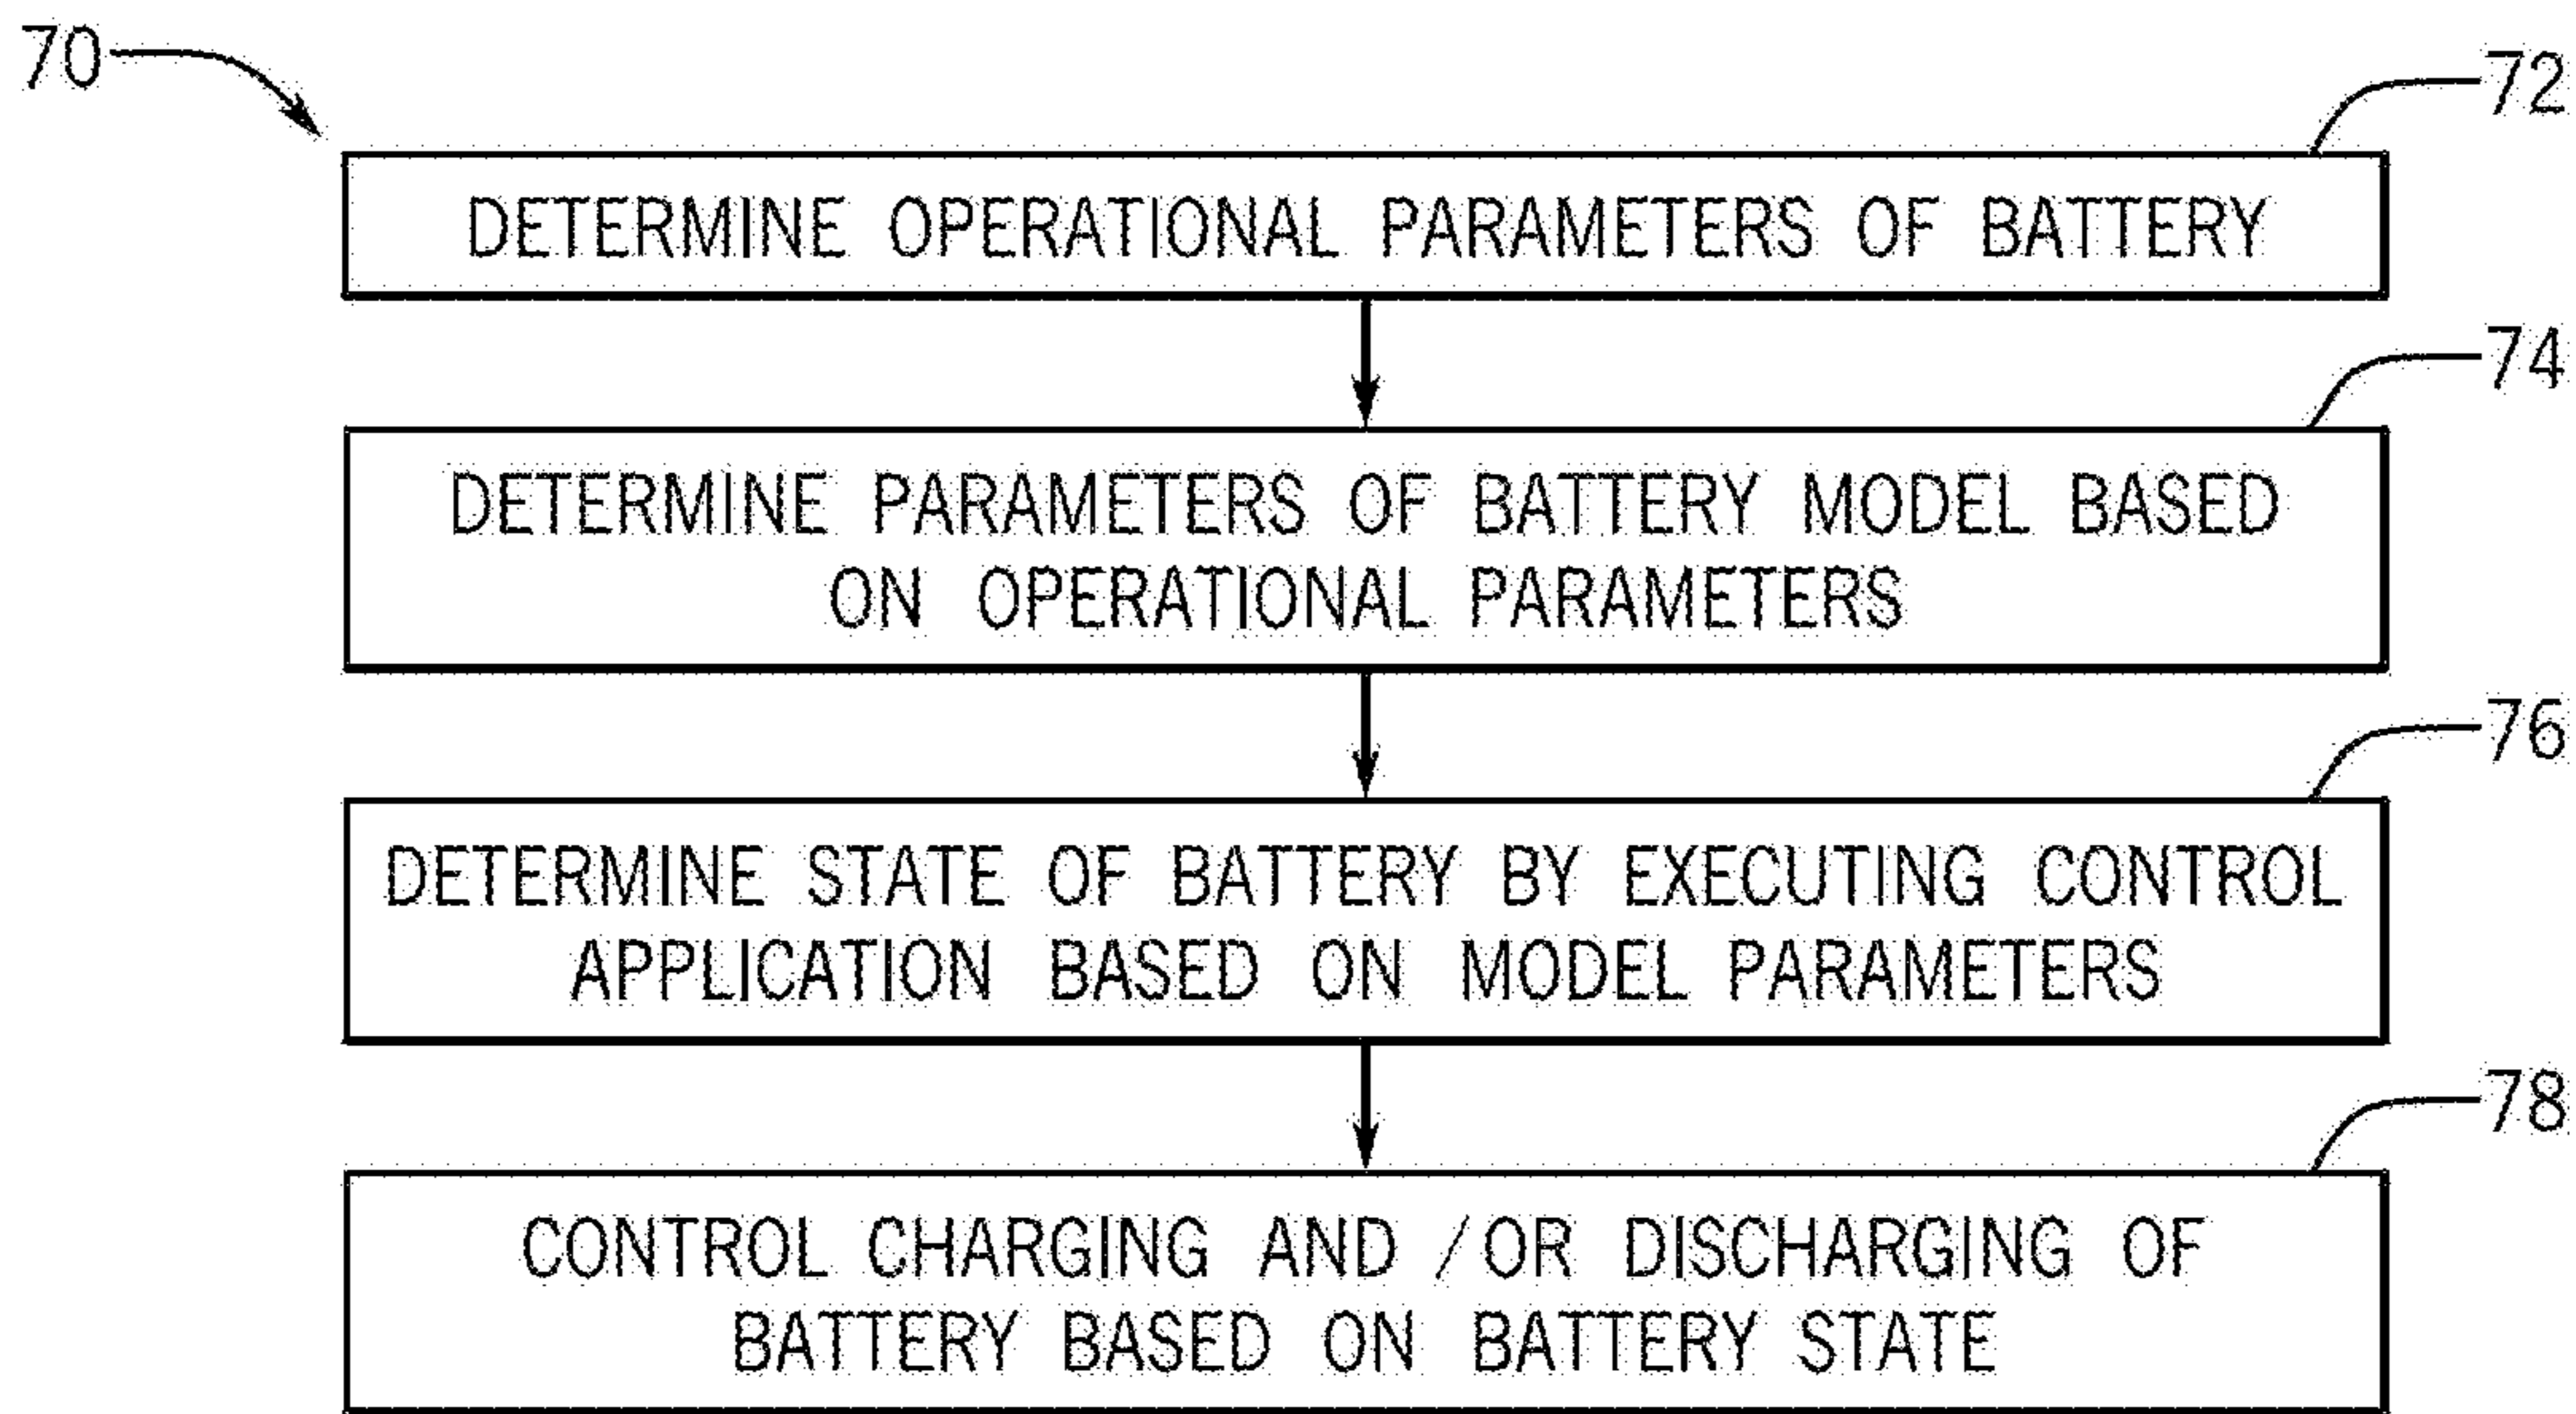 70
72
DETERMINE OPERATIONAL PARAMETERS OF BATTERY
74
DETERMINE PARAMETERS OF BATTERY MODEL BASED
ON OPERATIONAL PARAMETERS
76
DETERMINE STATE OF BATTERY BY EXECUTING CONTROL
APPLICATION BASED ON MODEL PARAMETERS
78
CONTROL CHARGING AND /OR DISCHARGING OF
BATTERY BASED ON BATTERY STATE